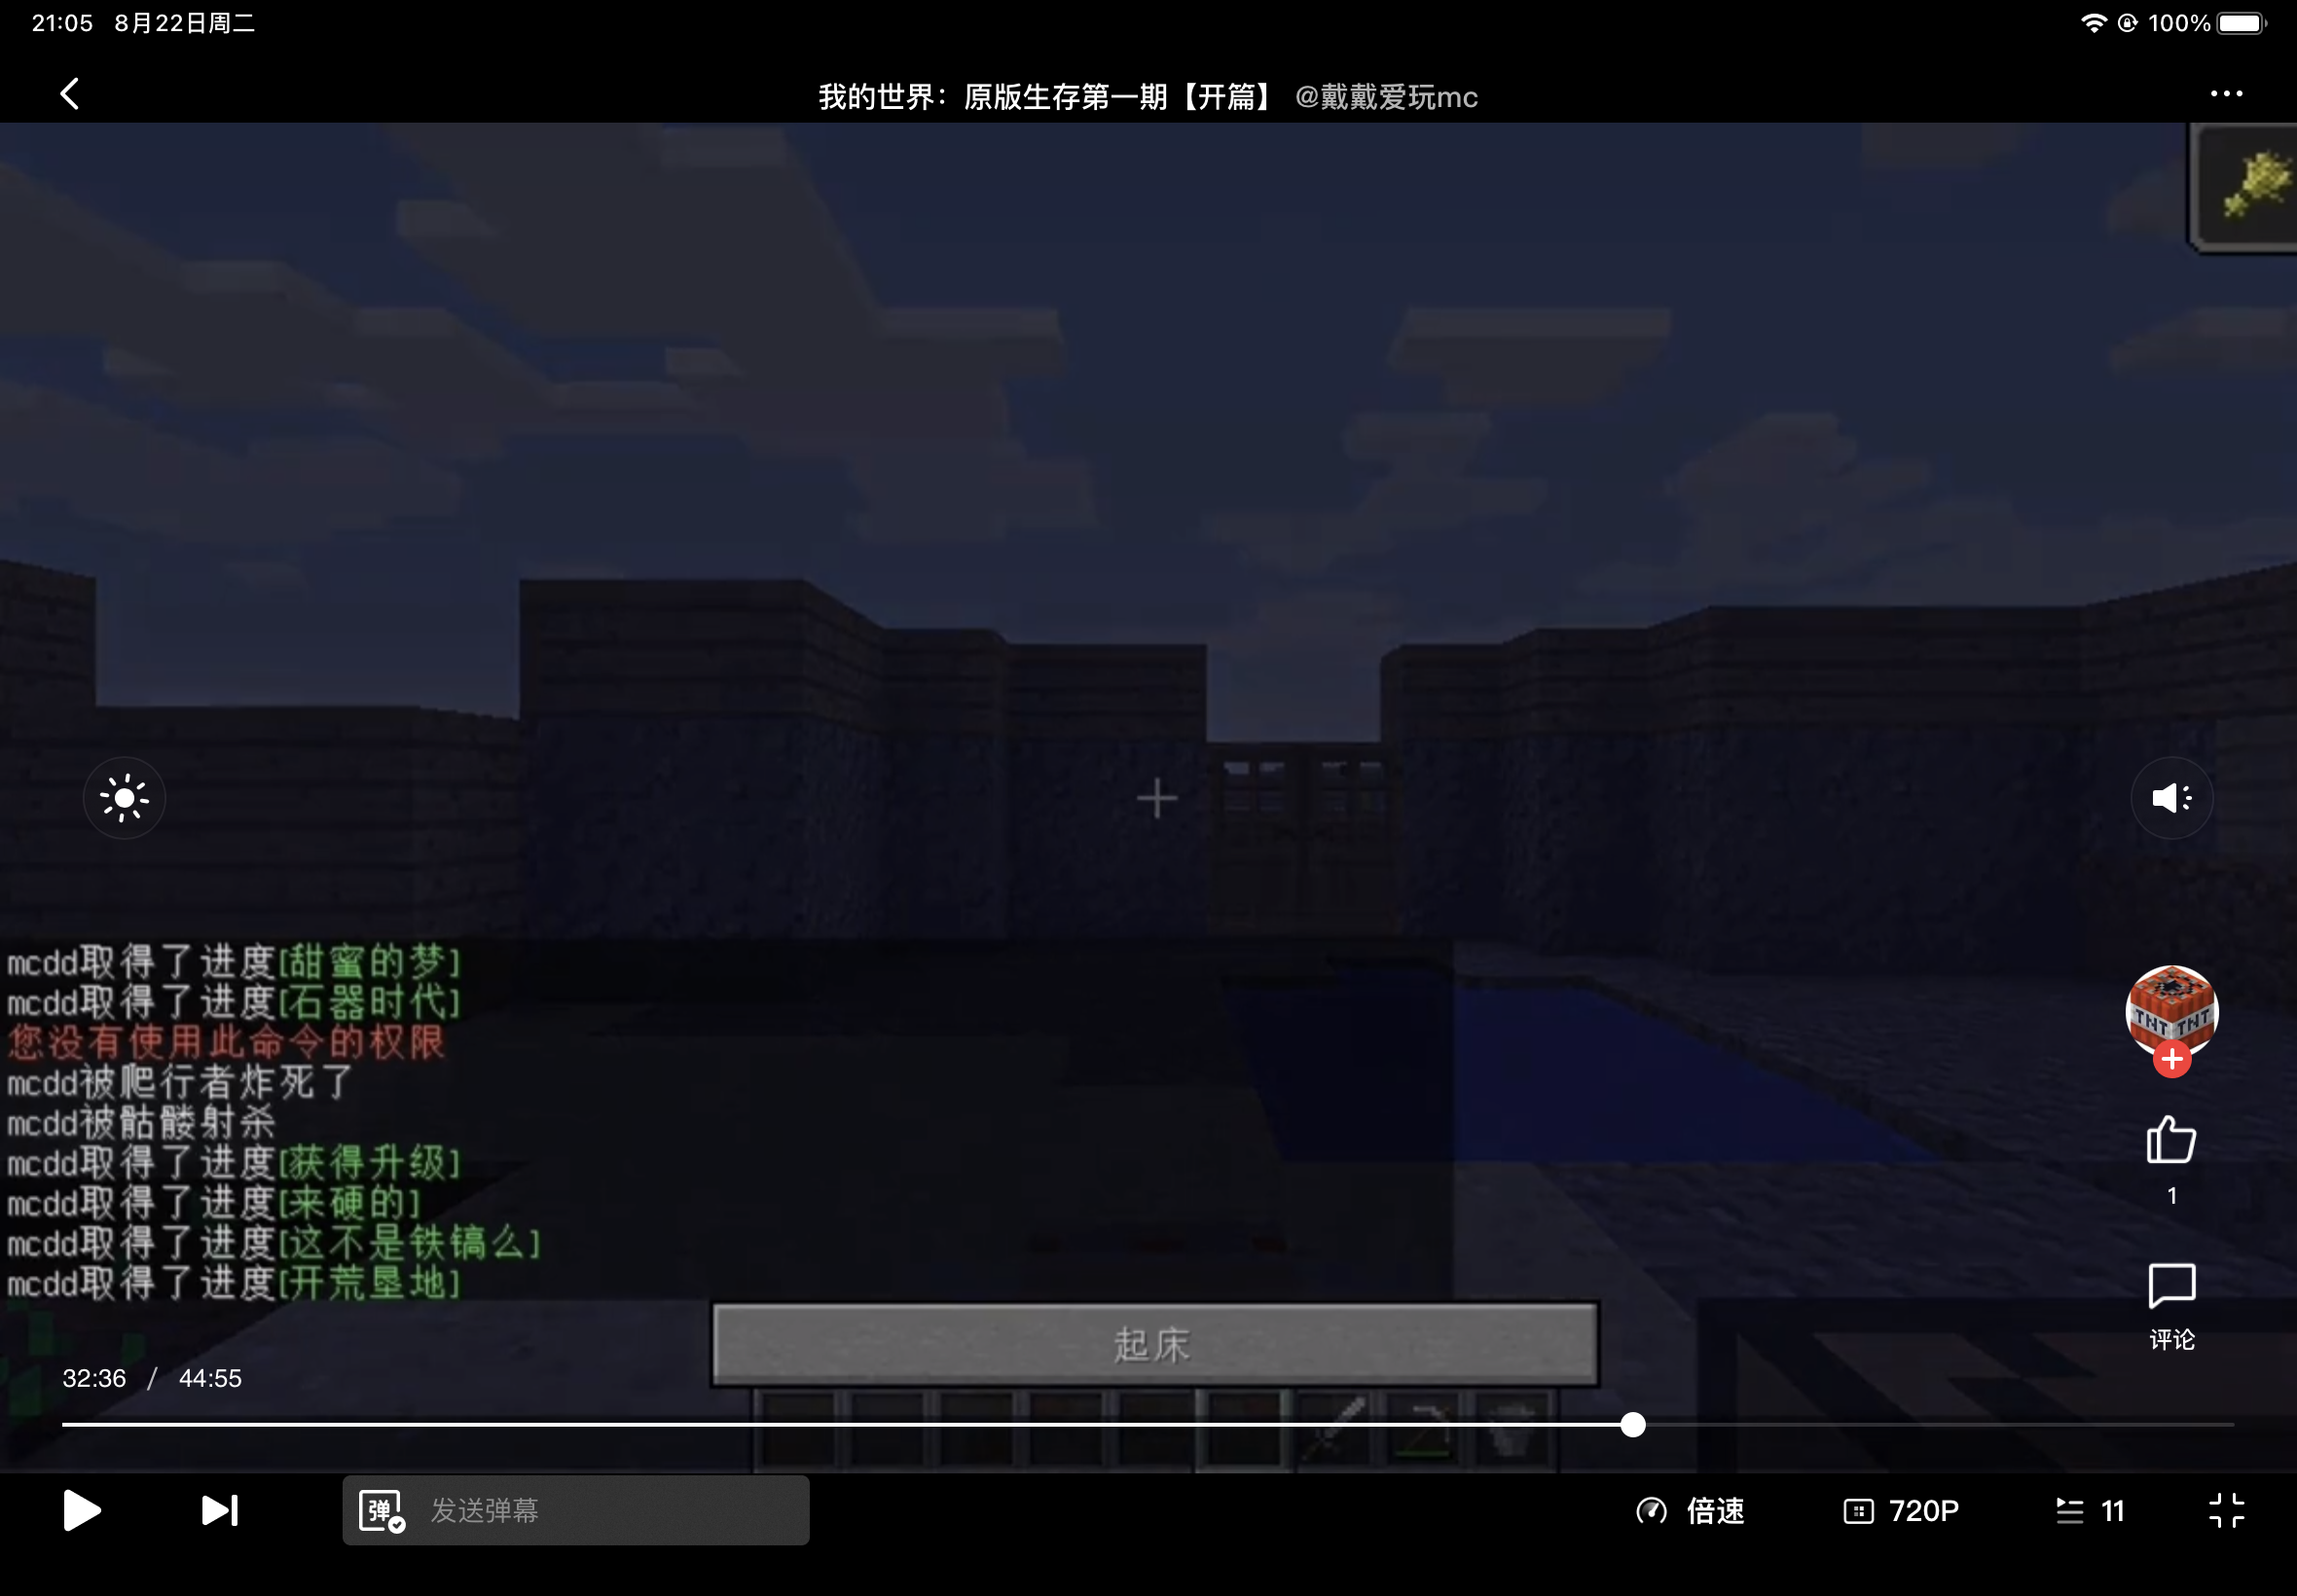 21:05 8月22日周二
100%
我的世界：原版生存第一期【开篇】 @戴戴爱玩mc
mcdd取得了进度[甜蜜的梦]
mcdd取得了进度[石器时代]
您没有使用此命令的权限
mcdd被爬行者炸死了
mcdd被骷髅射杀
mcdd取得了进度[获得升级]
mcdd取得了进度[来硬的]
mcdd取得了进度[这不是铁镐么]
mcdd取得了进度[开荒垦地]
TNT TNT
1
评论
起床
32:36 / 44:55
弹 发送弹幕
倍速
720P
11